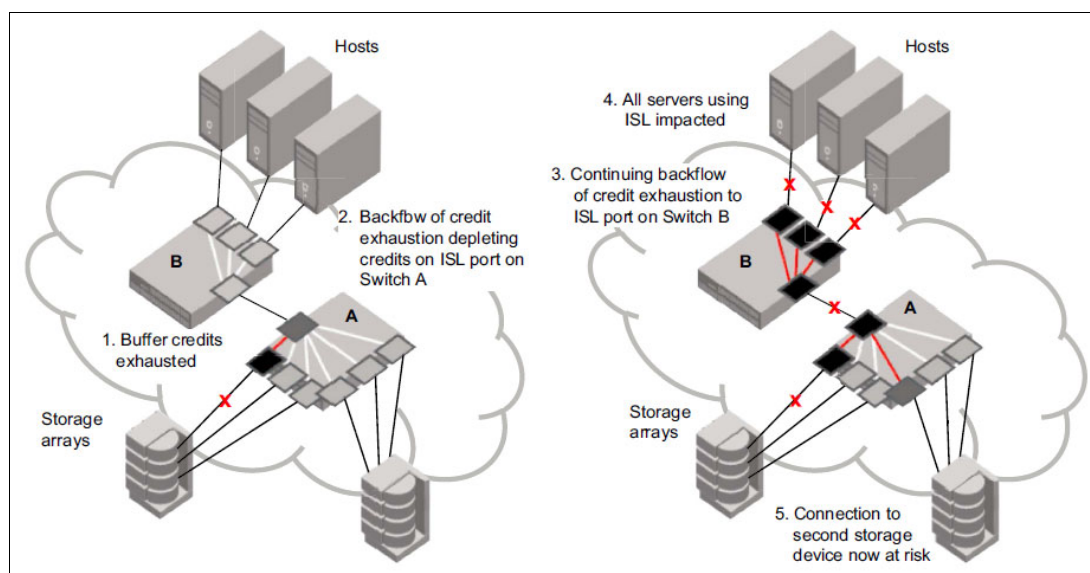 Hosts
2. Backfbw of credit
exhaustion depleting
credits on ISL port on
Switch A
B
A
1. Buffer credits
exhausted
x
Storage
arrays
Hosts
4. All servers using
ISL impacted
3. Continuing backflow
of credit exhaustion to
ISL port on Switch B
x
x
x
B
x
A
x
Storage
arrays
5. Connection to
second storage
device now at risk